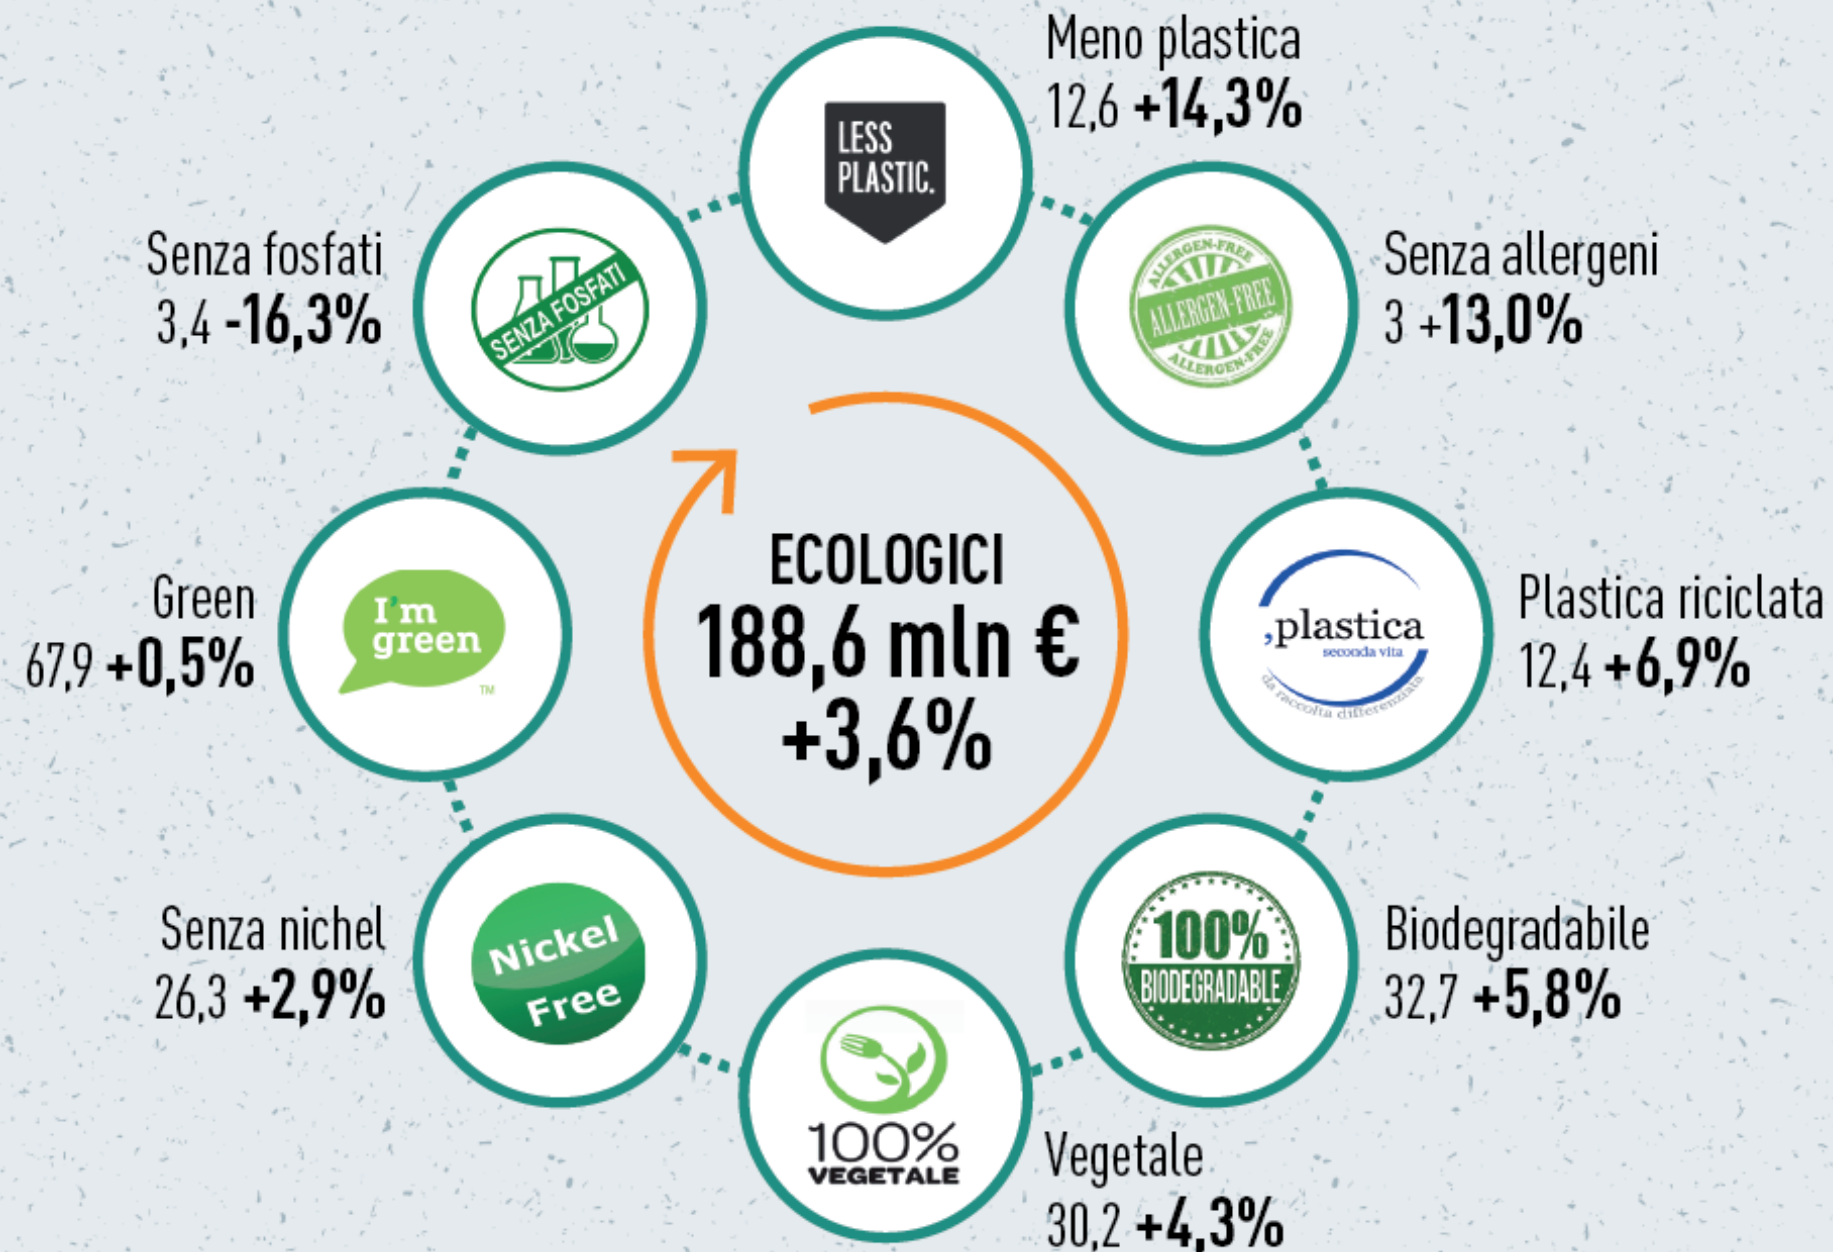 Meno plastica
12,6 +14,3%
LESS
PLASTIC.
Senza allergeni
3 +13,0%
ALLERGEN-FREE
ALLERGEN-FREE
ALLERGEN-FREE
Plastica riciclata
12,4 +6,9%
,plastica
seconda vita
da raccolta differenziata
Biodegradabile
32,7 +5,8%
100%
BIODEGRADABLE
Vegetale
30,2 +4,3%
100%
VEGETALE
Senza nichel
26,3 +2,9%
Nickel
Free
Green
67,9 +0,5%
I'm
green
TM
Senza fosfati
3,4 -16,3%
SENZA FOSFATI
ECOLOGICI
188,6 mln €
+3,6%